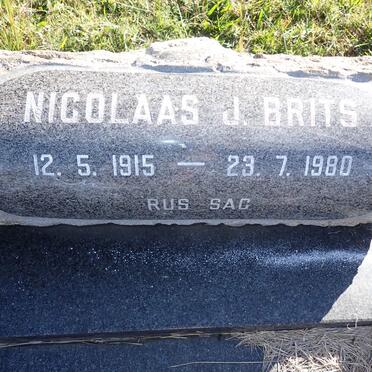 NICOLAAS J. BRITS
12. 5. 1915 — 23. 7. 1980
RUS SAG